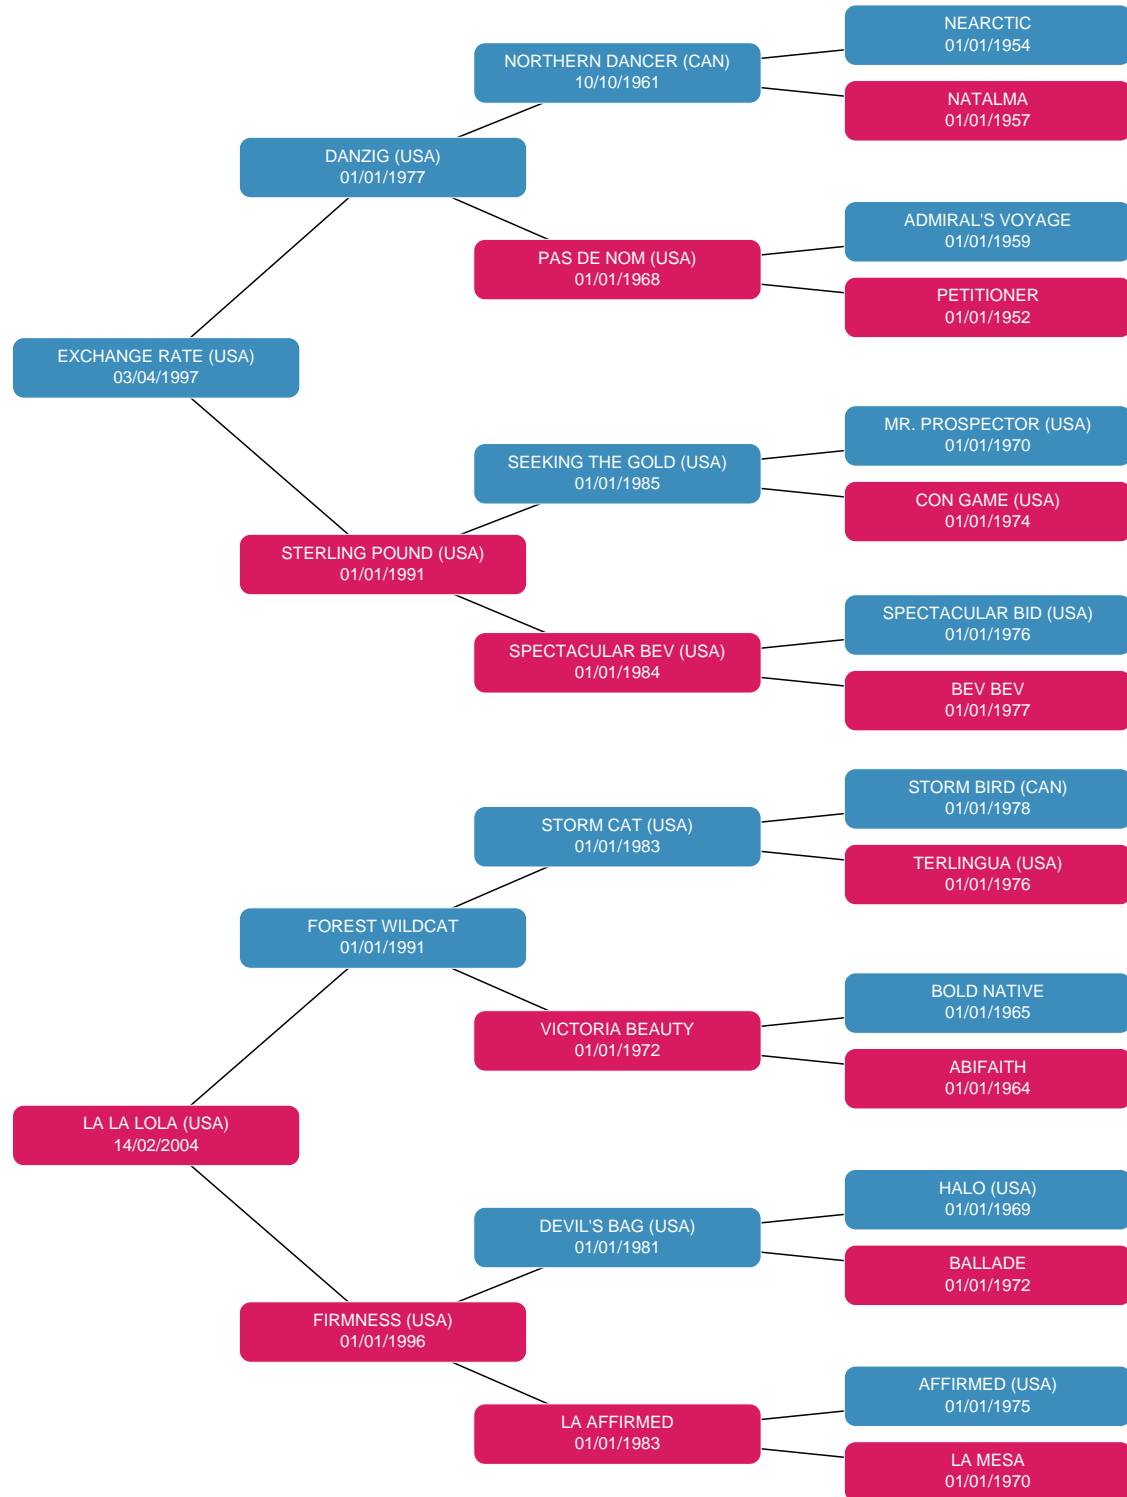 NEARCTIC
01/01/1954
NORTHERN DANCER (CAN)
10/10/1961
NATALMA
01/01/1957
DANZIG (USA)
01/01/1977
ADMIRAL'S VOYAGE
01/01/1959
PAS DE NOM (USA)
01/01/1968
PETITIONER
01/01/1952
EXCHANGE RATE (USA)
03/04/1997
MR. PROSPECTOR (USA)
01/01/1970
SEEKING THE GOLD (USA)
01/01/1985
CON GAME (USA)
01/01/1974
STERLING POUND (USA)
01/01/1991
SPECTACULAR BID (USA)
01/01/1976
SPECTACULAR BEV (USA)
01/01/1984
BEV BEV
01/01/1977
STORM BIRD (CAN)
01/01/1978
STORM CAT (USA)
01/01/1983
TERLINGUA (USA)
01/01/1976
FOREST WILDCAT
01/01/1991
BOLD NATIVE
01/01/1965
VICTORIA BEAUTY
01/01/1972
ABIFAITH
01/01/1964
LA LA LOLA (USA)
14/02/2004
HALO (USA)
01/01/1969
DEVIL'S BAG (USA)
01/01/1981
BALLADE
01/01/1972
FIRMNESS (USA)
01/01/1996
AFFIRMED (USA)
01/01/1975
LA AFFIRMED
01/01/1983
LA MESA
01/01/1970